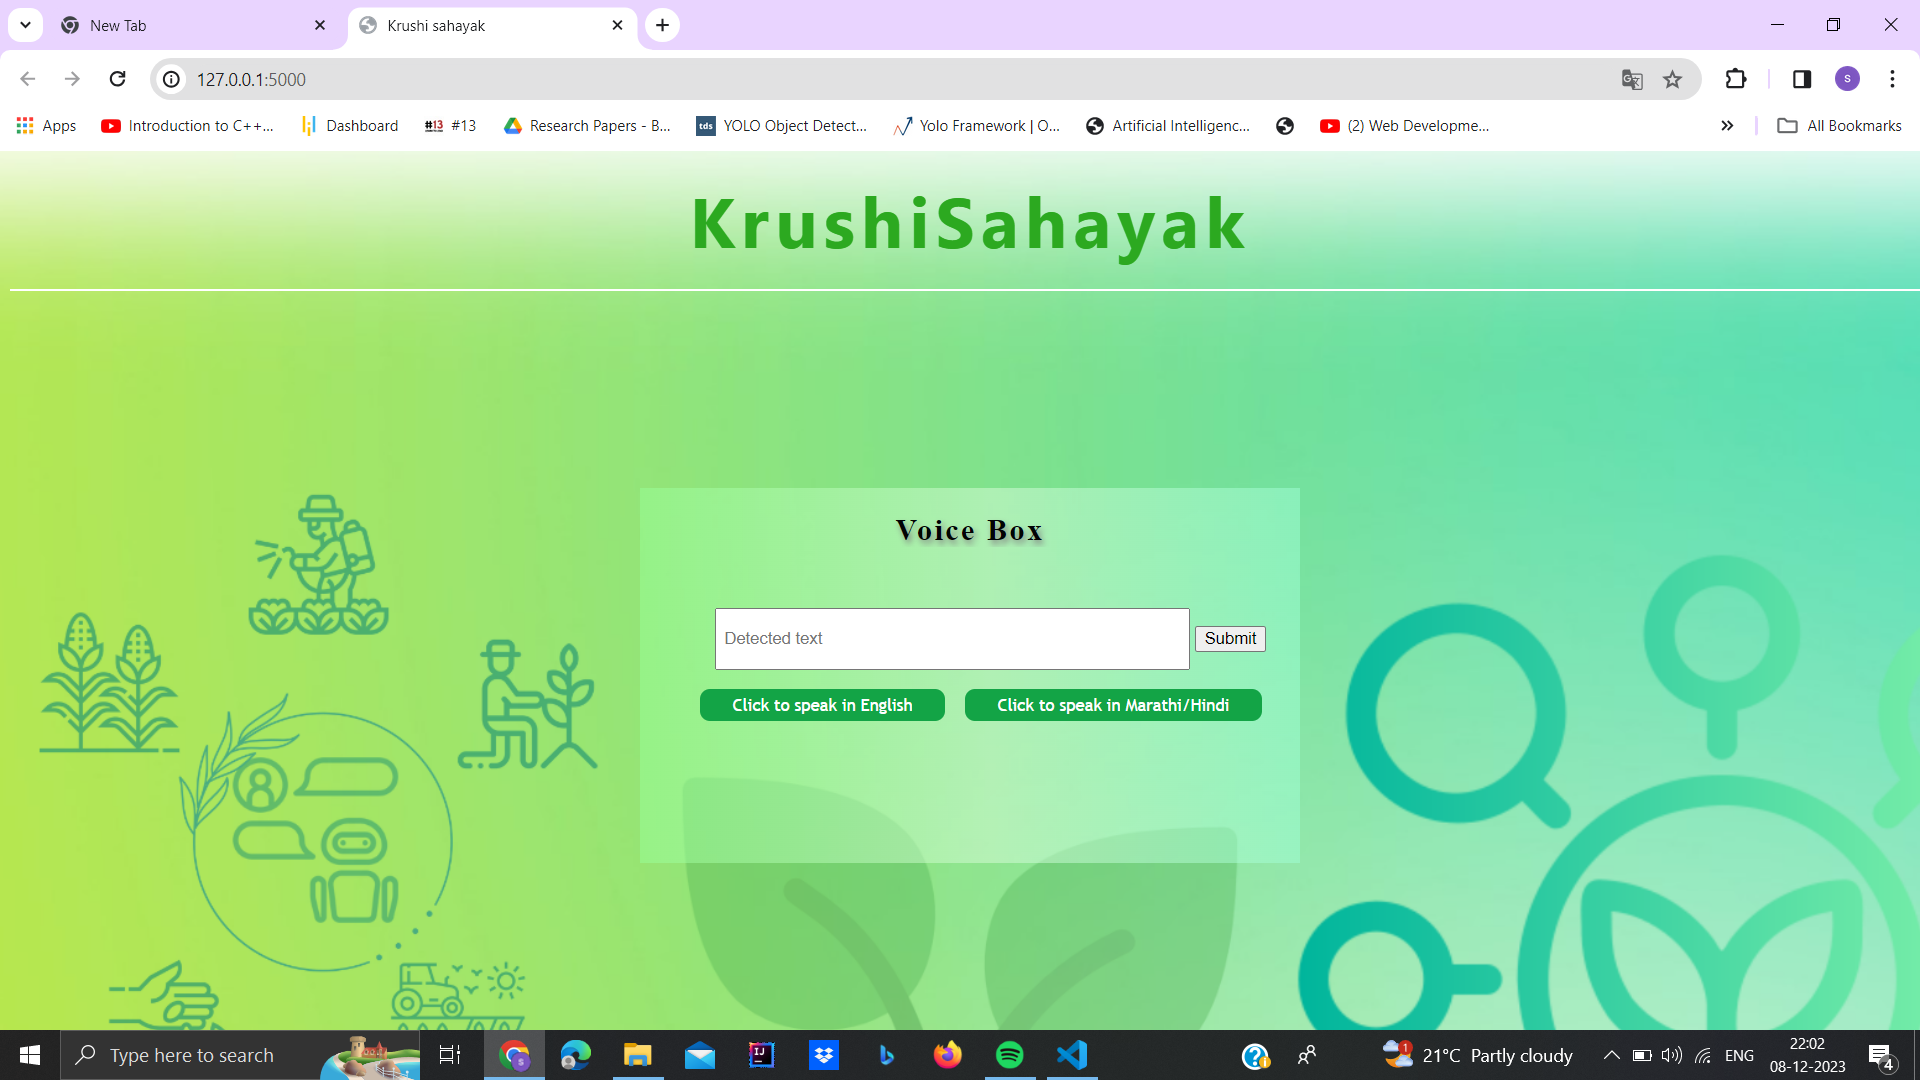 New Tab
Krushi sahayak
127.0.0.1:5000
Apps
Introduction to C++...
Dashboard
#13
#13
Research Papers - B...
tds
YOLO Object Detect...
Yolo Framework | O...
Artificial Intelligenc...
(2) Web Developme...
All Bookmarks
KrushiSahayak
Voice Box
Detected text
Submit
Click to speak in English
Click to speak in Marathi/Hindi
Type here to search
21°C Partly cloudy
ENG
22:02
08-12-2023
4